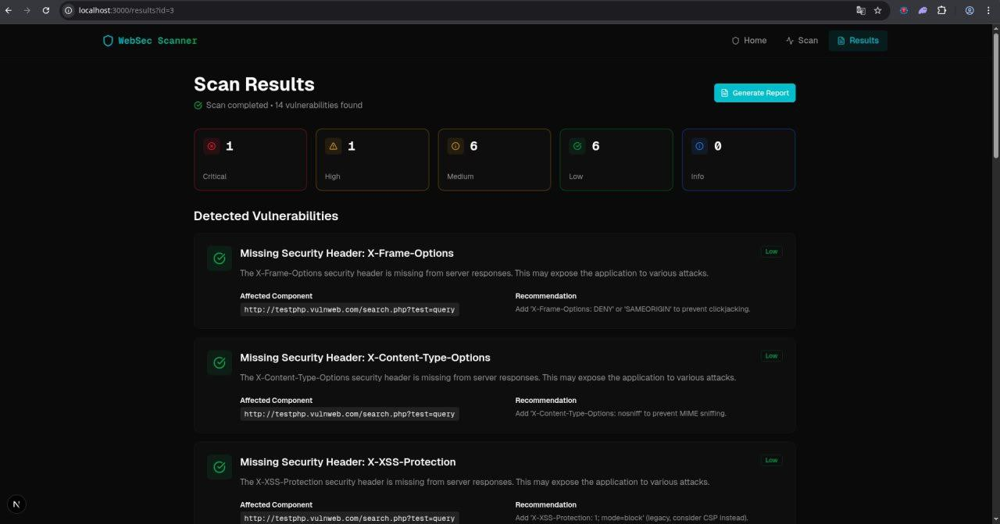 localhost:3000/results?id=3
WebSec Scanner
Home
Scan
Results
Scan Results
Scan completed • 14 vulnerabilities found
Generate Report
1
Critical
1
High
6
Medium
6
Low
0
Info
Detected Vulnerabilities
Missing Security Header: X-Frame-Options
Low
The X-Frame-Options security header is missing from server responses. This may expose the application to various attacks.
Affected Component
http://testphp.vulnweb.com/search.php?test=query
Recommendation
Add 'X-Frame-Options: DENY' or 'SAMEORIGIN' to prevent clickjacking.
Missing Security Header: X-Content-Type-Options
Low
The X-Content-Type-Options security header is missing from server responses. This may expose the application to various attacks.
Affected Component
http://testphp.vulnweb.com/search.php?test=query
Recommendation
Add 'X-Content-Type-Options: nosniff' to prevent MIME sniffing.
Missing Security Header: X-XSS-Protection
Low
The X-XSS-Protection security header is missing from server responses. This may expose the application to various attacks.
Affected Component
http://testphp.vulnweb.com/search.php?test=query
Recommendation
Add 'X-XSS-Protection: 1; mode=block' (legacy, consider CSP instead).
N